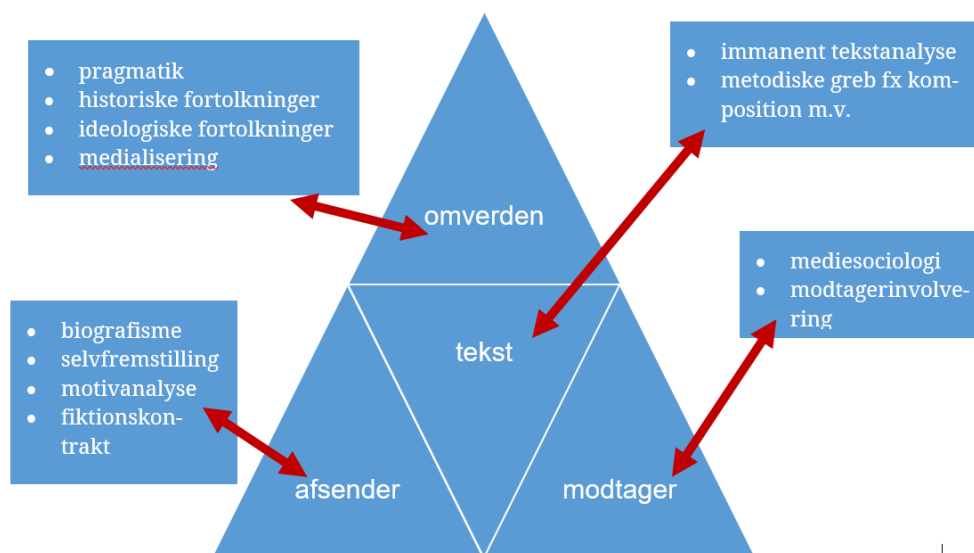 pragmatik
historiske fortolkninger
ideologiske fortolkninger
medialisering
immanent tekstanalyse
metodiske greb fx kom-
position m.v.
omverden
mediesociologi
modtagerinvolve-
ring
biografisme
selvfremstilling
motivanalyse
fiktionskon-
trakt
tekst
afsender
modtager